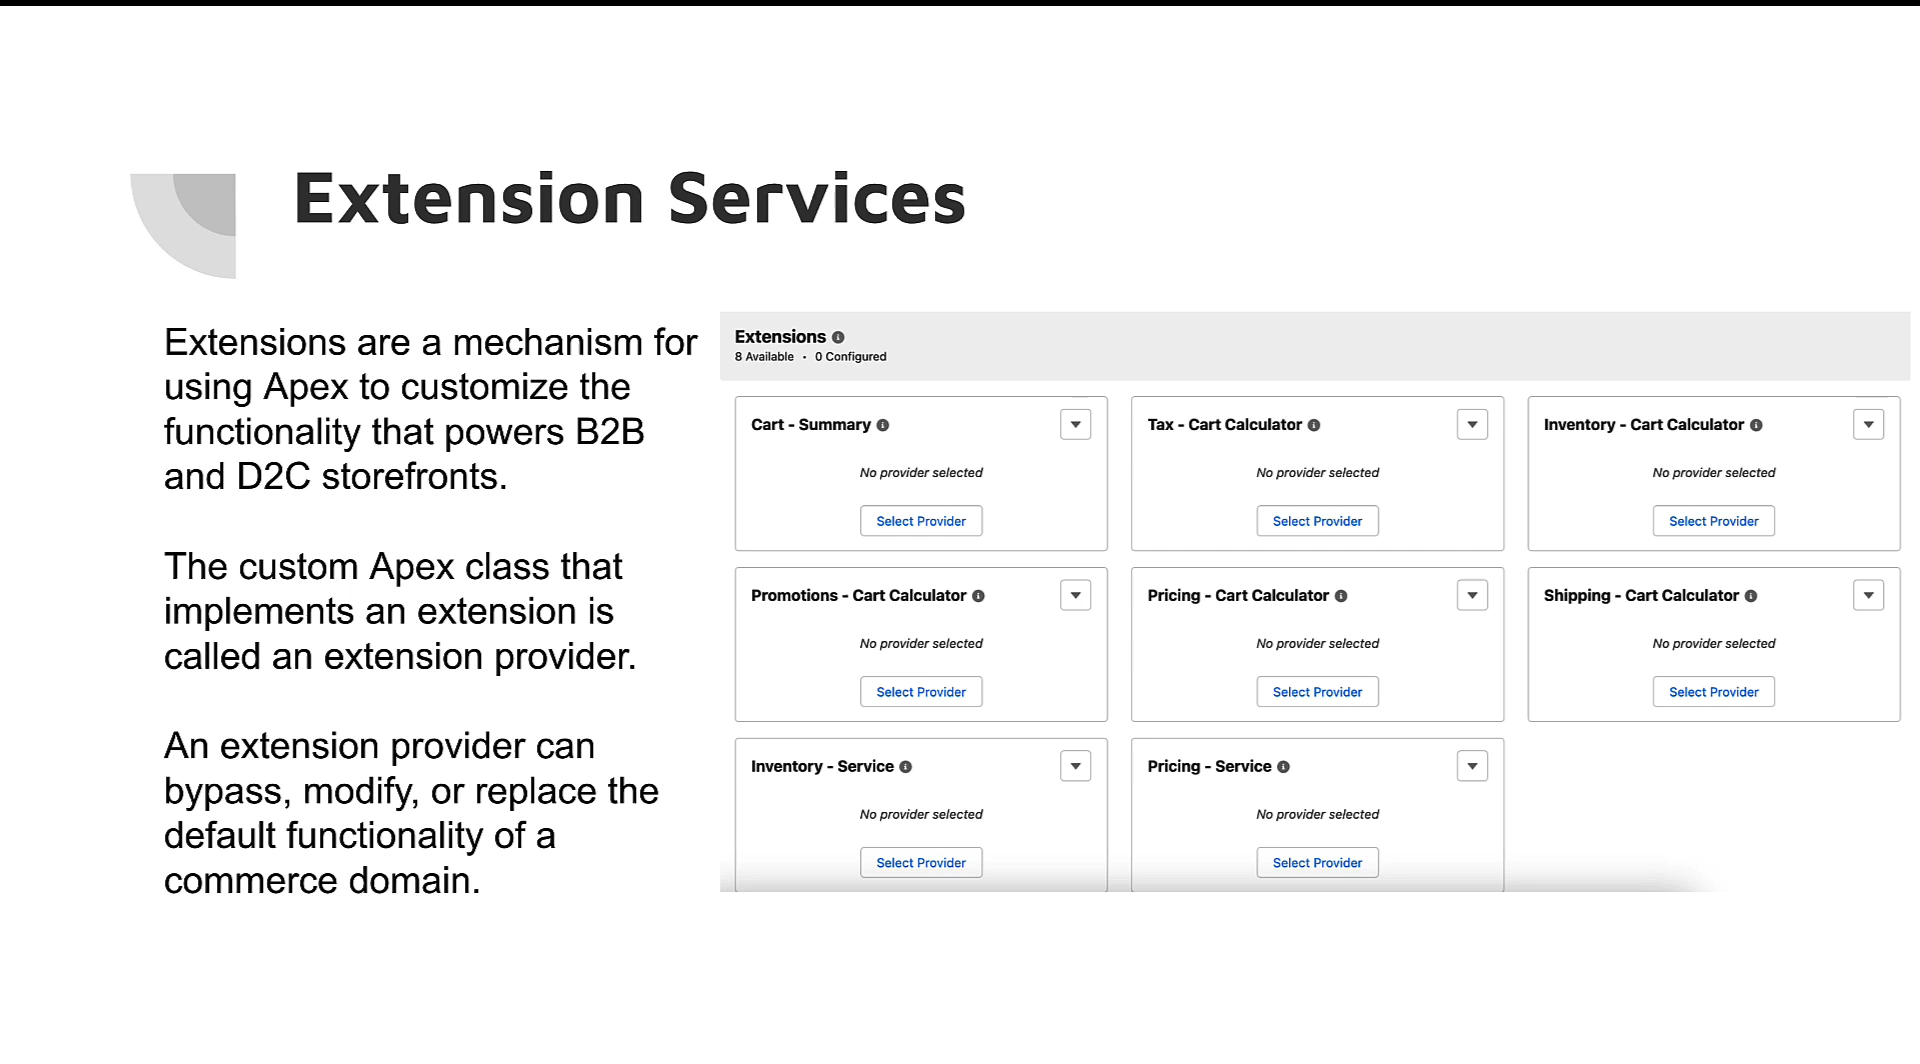 Extension Services
Extensions are a mechanism for
using Apex to customize the
functionality that powers B2B
and D2C storefronts.
The custom Apex class that
implements an extension is
called an extension provider.
An extension provider can
bypass, modify, or replace the
default functionality of a
commerce domain.
Extensions
8 Available • 0 Configured
Cart - Summary
No provider selected
Select Provider
Tax - Cart Calculator
No provider selected
Select Provider
Inventory - Cart Calculator
No provider selected
Select Provider
Promotions - Cart Calculator
No provider selected
Select Provider
Pricing - Cart Calculator
No provider selected
Select Provider
Shipping - Cart Calculator
No provider selected
Select Provider
Inventory - Service
No provider selected
Select Provider
Pricing - Service
No provider selected
Select Provider